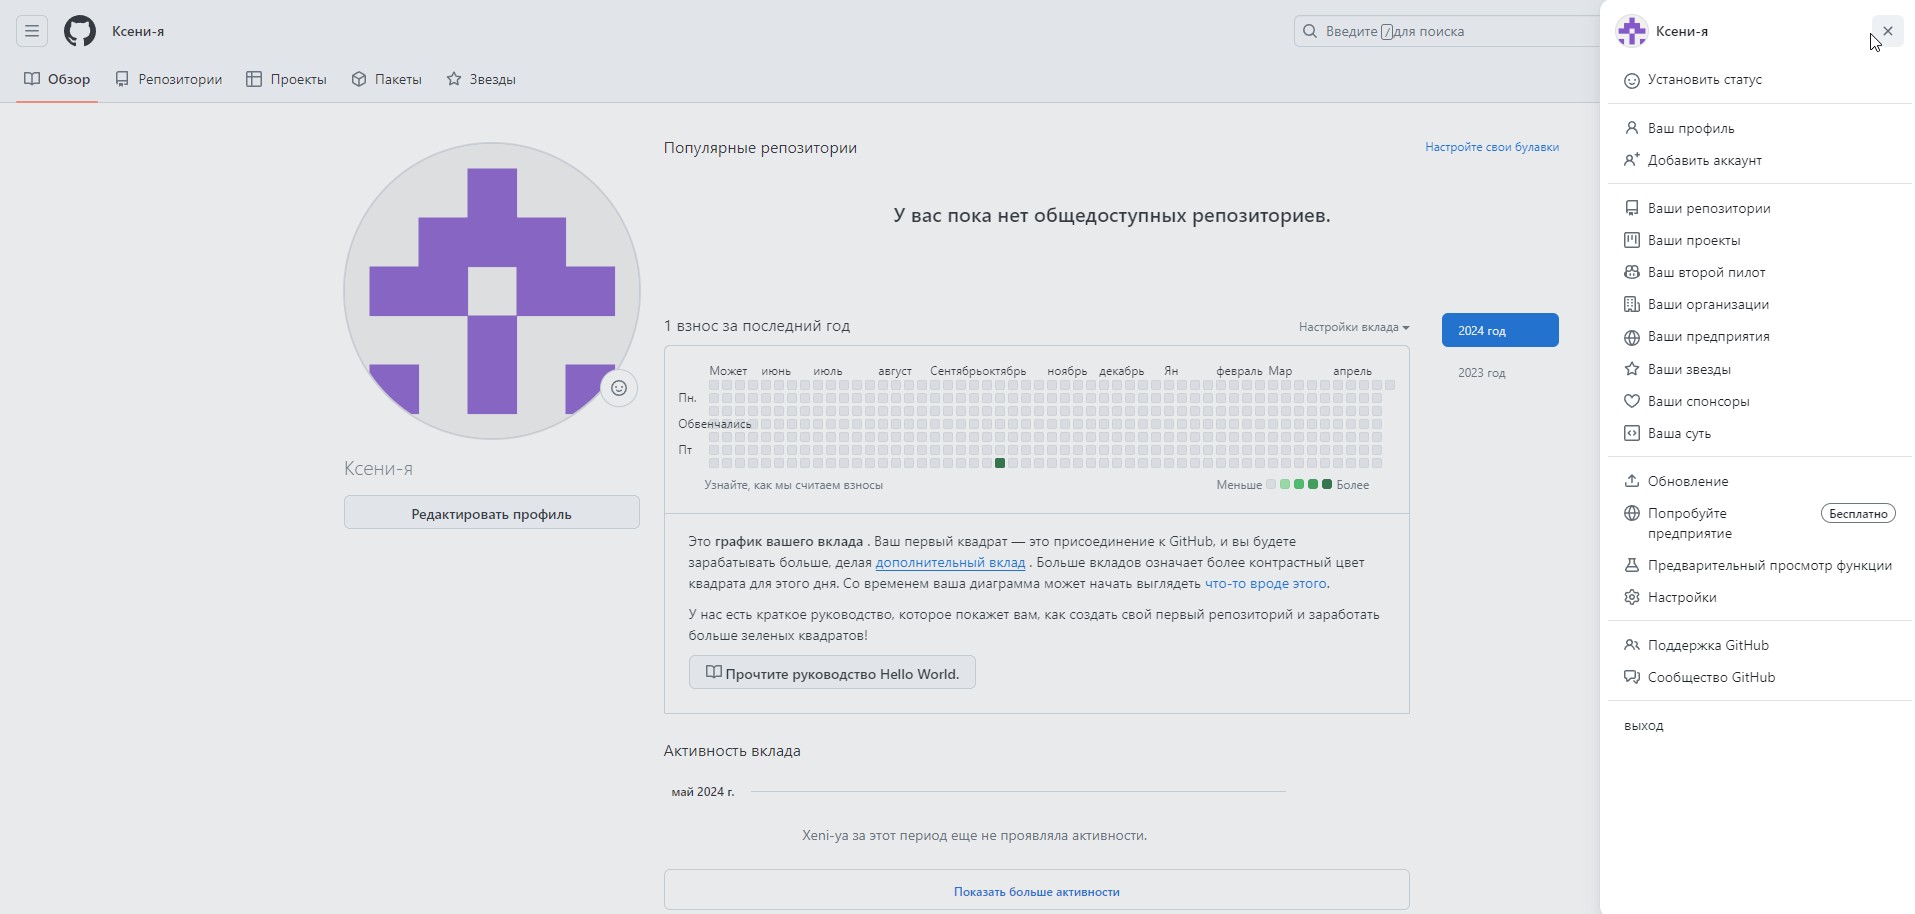 Ксени-я
Введите / для поиска
Обзор
Репозитории
Проекты
Пакеты
Звезды
Популярные репозитории
Настройте свои булавки
У вас пока нет общедоступных репозиториев.
1 взнос за последний год
Настройки вклада
2024 год
2023 год
Может июнь июль август Сентябрь октябрь ноябрь декабрь Ян февраль Мар апрель
Пн.
Обвенчались
Пт
Узнайте, как мы считаем взносы
Меньше
Более
Это график вашего вклада . Ваш первый квадрат — это присоединение к GitHub, и вы будете
зарабатывать больше, делая дополнительный вклад . Больше вкладов означает более контрастный цвет
квадрата для этого дня. Со временем ваша диаграмма может начать выглядеть что-то вроде этого.
У нас есть краткое руководство, которое покажет вам, как создать свой первый репозиторий и заработать
больше зеленых квадратов!
Прочтите руководство Hello World.
Ксени-я
Редактировать профиль
Активность вклада
май 2024 г.
Xeni-ya за этот период еще не проявляла активности.
Показать больше активности
Ксени-я
Установить статус
Ваш профиль
Добавить аккаунт
Ваши репозитории
Ваши проекты
Ваш второй пилот
Ваши организации
Ваши предприятия
Ваши звезды
Ваши спонсоры
Ваша суть
Обновление
Попробуйте
предприятие
Бесплатно
Предварительный просмотр функции
Настройки
Поддержка GitHub
Сообщество GitHub
выход